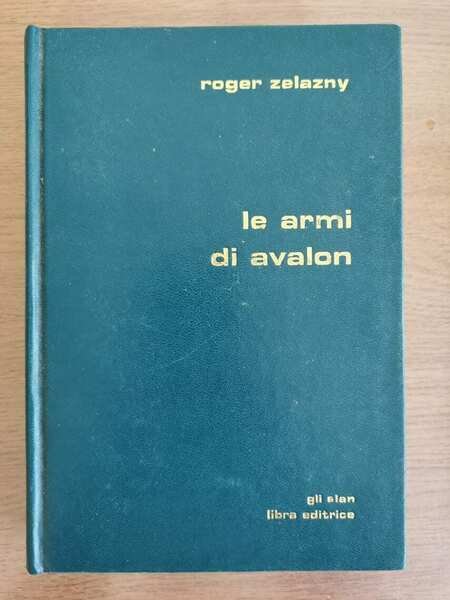 roger zelazny
le armi
di avalon
gli slan
libra editrice